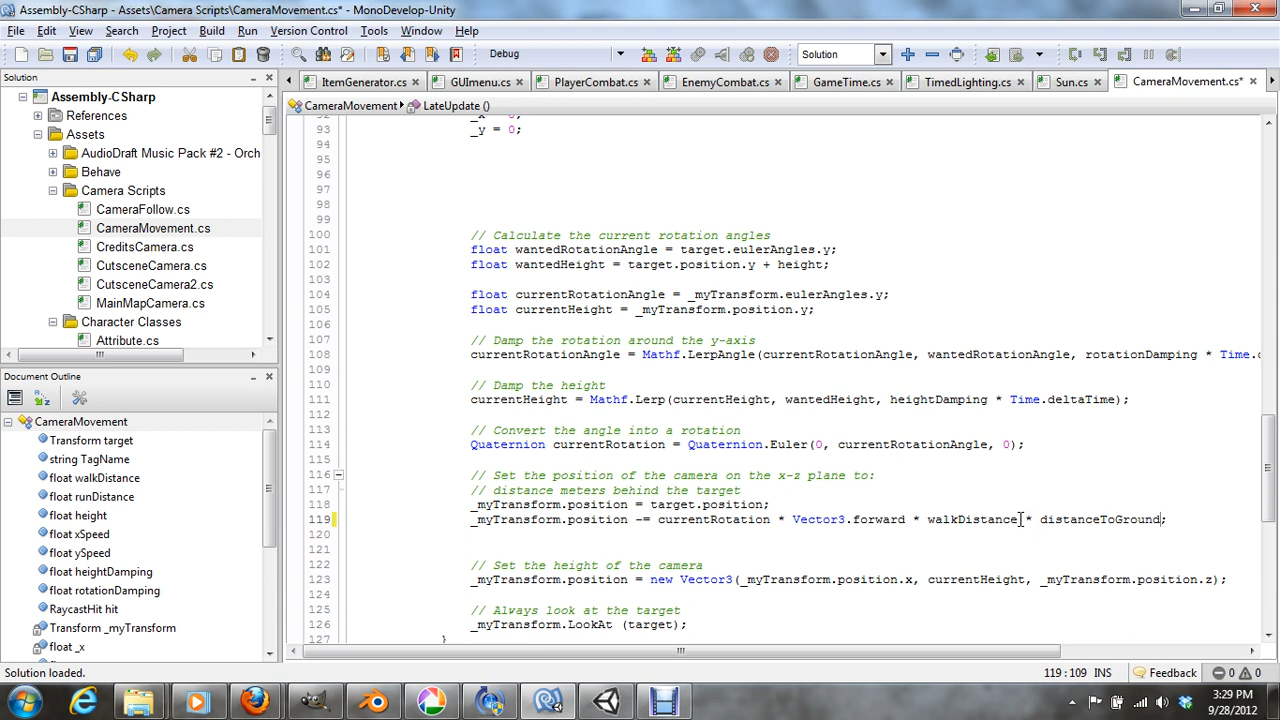 Assembly-CSharp - Assets\Camera Scripts\CameraMovement.cs* - MonoDevelop-Unity
File Edit View Search Project Build Run Version Control Tools Window Help
Debug Solution
Solution
Assembly-CSharp
References
Assets
AudioDraft Music Pack #2 - Orch
Behave
Camera Scripts
CameraFollow.cs
CameraMovement.cs
CreditsCamera.cs
CutsceneCamera.cs
CutsceneCamera2.cs
MainMapCamera.cs
Character Classes
Attribute.cs
Document Outline
CameraMovement
Transform target
string TagName
float walkDistance
float runDistance
float height
float xSpeed
float ySpeed
float heightDamping
float rotationDamping
RaycastHit hit
Transform _myTransform
float _x
ItemGenerator.cs GUImenu.cs PlayerCombat.cs EnemyCombat.cs GameTime.cs TimedLighting.cs Sun.cs CameraMovement.cs*
CameraMovement LateUpdate ()
92 _x = 0;
93 _y = 0;
94
95
96
97
98
99
100 // Calculate the current rotation angles
101 float wantedRotationAngle = target.eulerAngles.y;
102 float wantedHeight = target.position.y + height;
103
104 float currentRotationAngle = _myTransform.eulerAngles.y;
105 float currentHeight = _myTransform.position.y;
106
107 // Damp the rotation around the y-axis
108 currentRotationAngle = Mathf.LerpAngle(currentRotationAngle, wantedRotationAngle, rotationDamping * Time.d
109
110 // Damp the height
111 currentHeight = Mathf.Lerp(currentHeight, wantedHeight, heightDamping * Time.deltaTime);
112
113 // Convert the angle into a rotation
114 Quaternion currentRotation = Quaternion.Euler(0, currentRotationAngle, 0);
115
116 // Set the position of the camera on the x-z plane to:
117 // distance meters behind the target
118 _myTransform.position = target.position;
119 _myTransform.position -= currentRotation * Vector3.forward * walkDistance * distanceToGround;
120
121
122 // Set the height of the camera
123 _myTransform.position = new Vector3(_myTransform.position.x, currentHeight, _myTransform.position.z);
124
125 // Always look at the target
126 _myTransform.LookAt (target);
127 }
Solution loaded. 119 : 109 INS Feedback 0 0
3:29 PM
9/28/2012